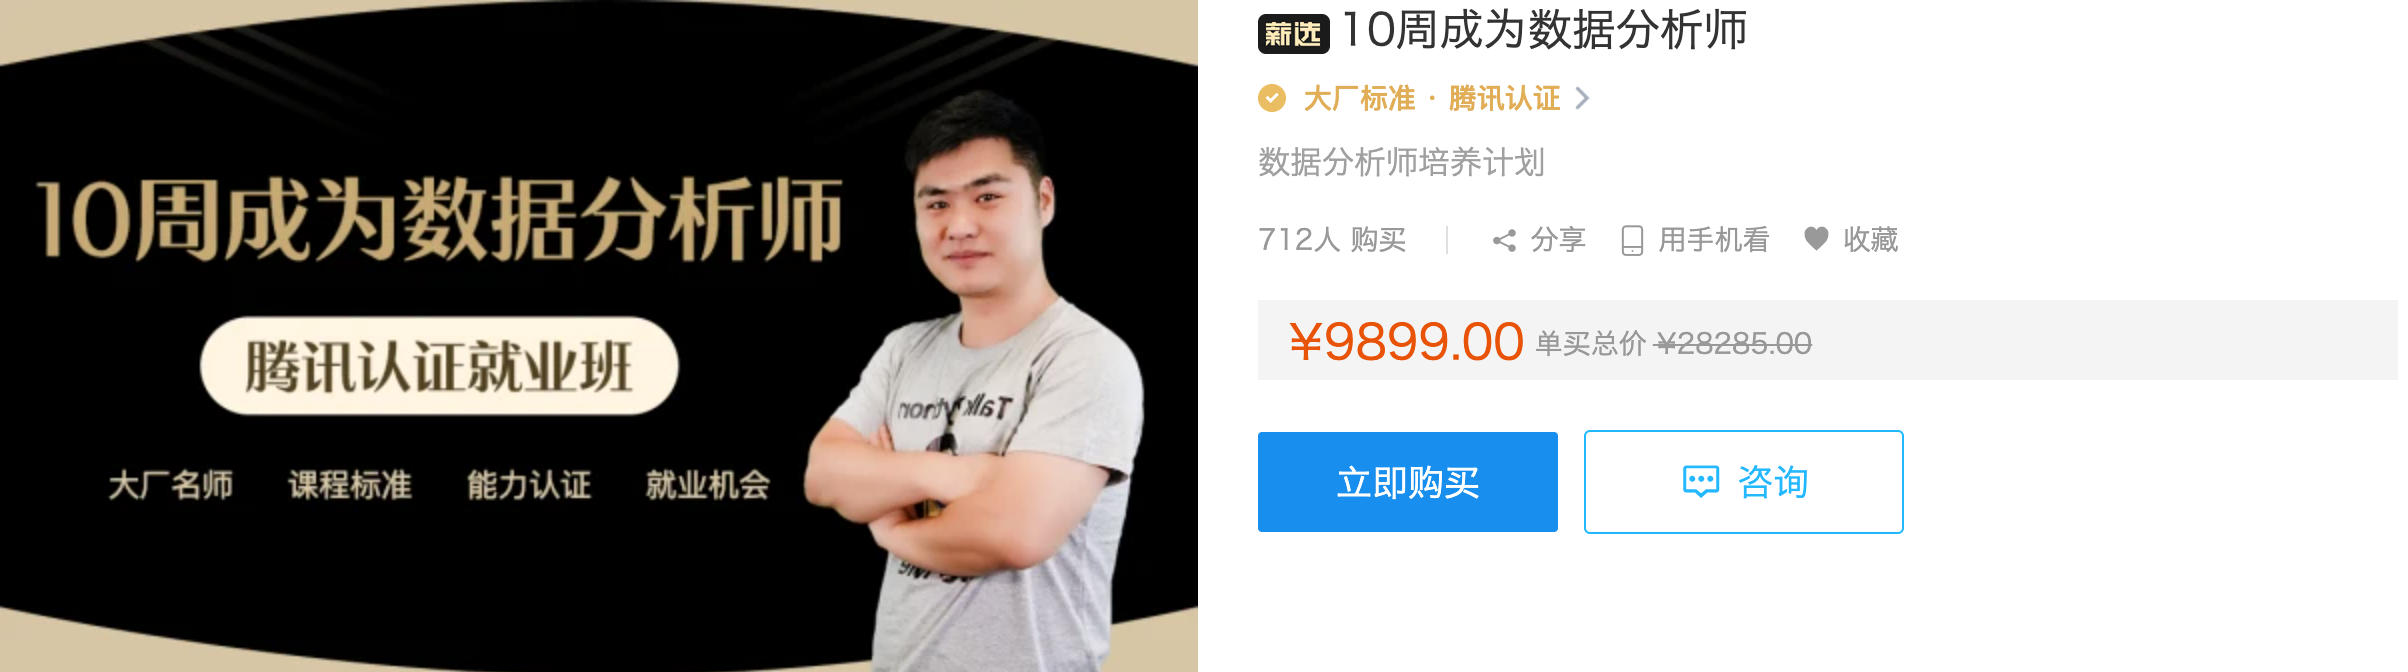 10周成为数据分析师
腾讯认证就业班
大厂名师 课程标准 能力认证 就业机会
薪选 10周成为数据分析师
大厂标准 · 腾讯认证
数据分析师培养计划
712人 购买 分享 用手机看 收藏
¥9899.00 单买总价 ¥28285.00
立即购买 咨询